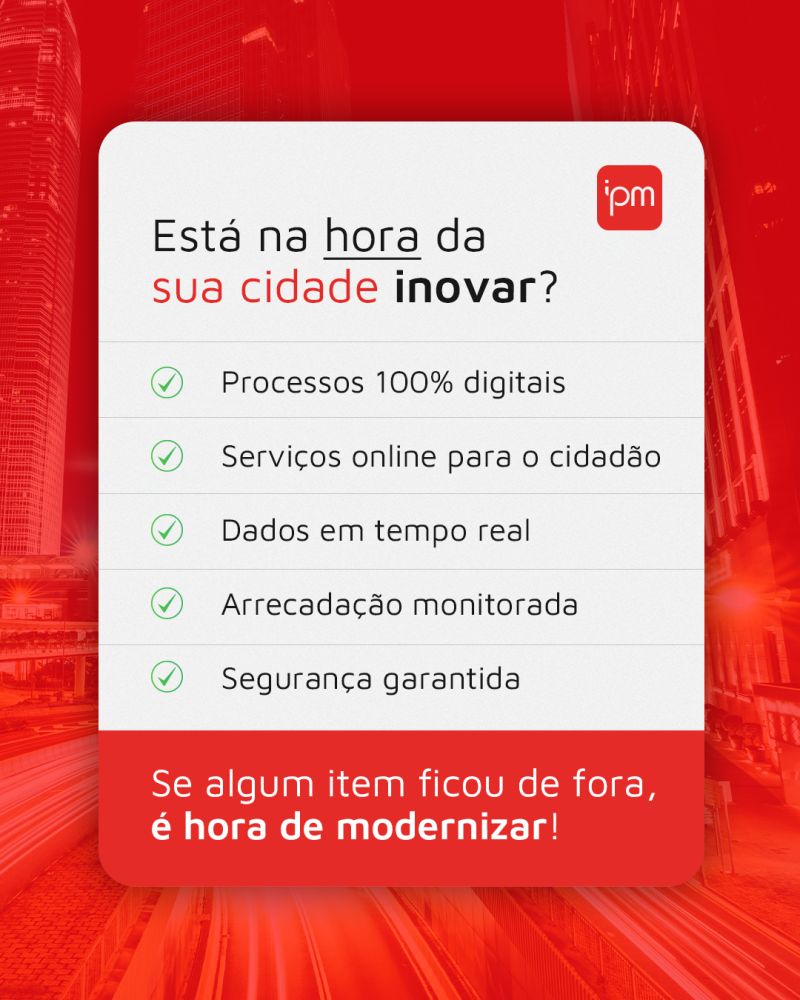 ipm
Está na hora da
sua cidade inovar?
Processos 100% digitais
Serviços online para o cidadão
Dados em tempo real
Arrecadação monitorada
Segurança garantida
Se algum item ficou de fora,
é hora de modernizar!